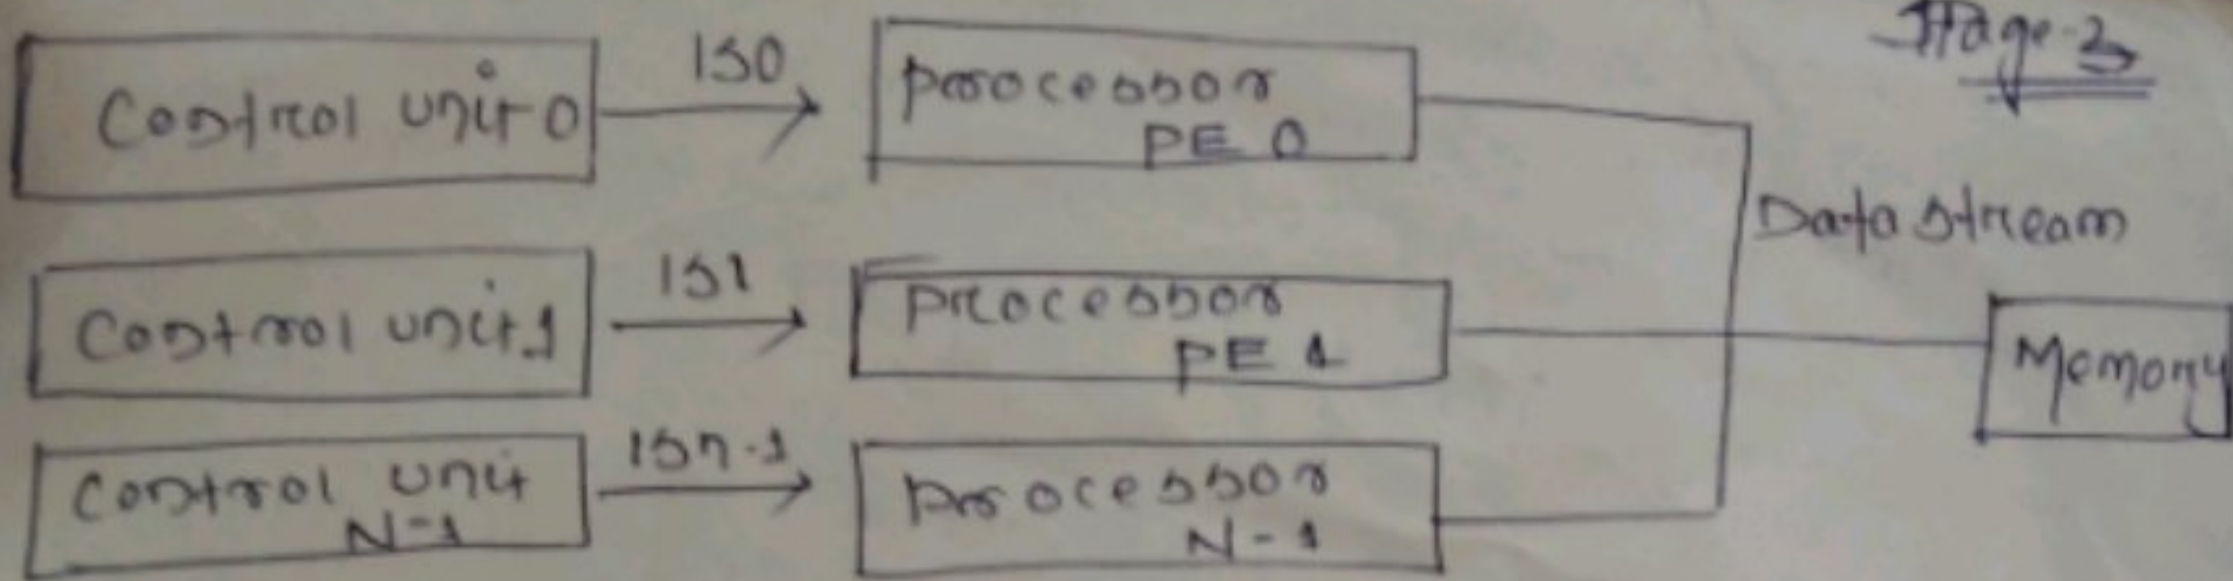 Page-3
Control unit 0
IS0
processor
PE 0
Data Stream
Control unit 1
IS1
processor
PE 1
Memory
Control unit
N-1
ISn-1
processor
N-1